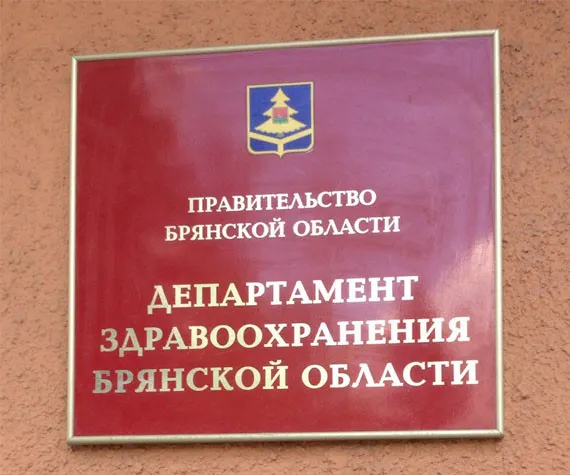 ПРАВИТЕЛЬСТВО
БРЯНСКОЙ ОБЛАСТИ
ДЕПАРТАМЕНТ
ЗДРАВООХРАНЕНИЯ
БРЯНСКОЙ ОБЛАСТИ